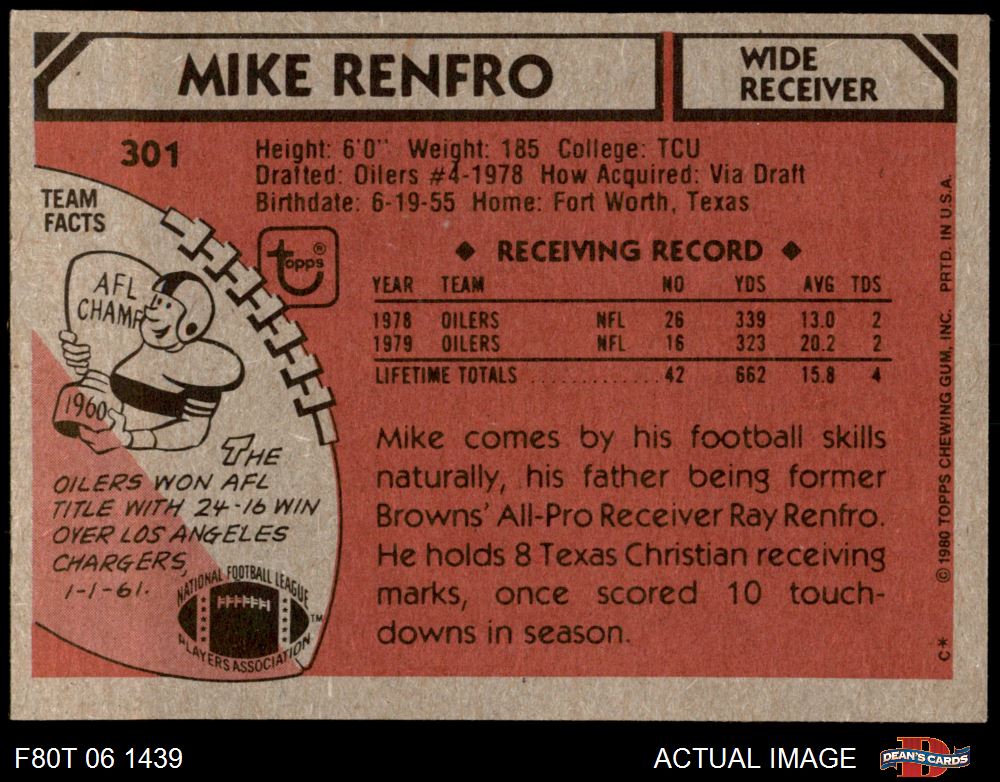 MIKE RENFRO
WIDE
RECEIVER
301
Height: 6'0" Weight: 185 College: TCU
Drafted: Oilers #4-1978 How Acquired: Via Draft
Birthdate: 6-19-55 Home: Fort Worth, Texas
TEAM
FACTS
AFL
CHAMP
1960
THE
OILERS WON AFL
TITLE WITH 24-16 WIN
OVER LOS ANGELES
CHARGERS,
1-1-61.
NATIONAL FOOTBALL LEAGUE
PLAYERS ASSOCIATION
TM
topps ®
◆ RECEIVING RECORD ◆
YEAR TEAM NO YDS AVG TDS
1978 OILERS NFL 26 339 13.0 2
1979 OILERS NFL 16 323 20.2 2
LIFETIME TOTALS .............. 42 662 15.8 4
Mike comes by his football skills
naturally, his father being former
Browns' All-Pro Receiver Ray Renfro.
He holds 8 Texas Christian receiving
marks, once scored 10 touch-
downs in season.
© 1980 TOPPS CHEWING GUM, INC. PRTD. IN U.S.A.
C*
F80T 06 1439
ACTUAL IMAGE
DEAN'S CARDS